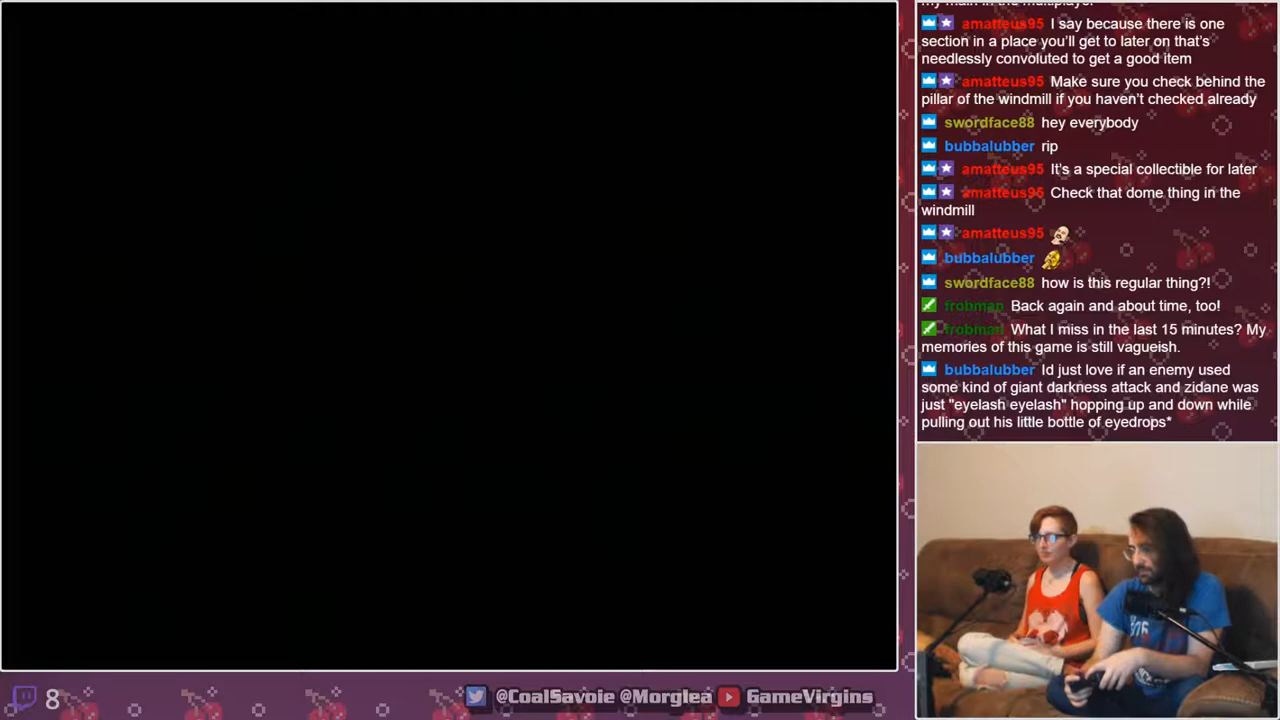 amatteus95 I say because there is one
section in a place you'll get to later on that's
needlessly convoluted to get a good item
amatteus95 Make sure you check behind the
pillar of the windmill if you haven't checked already
swordface88 hey everybody
bubbalubber rip
amatteus95 It's a special collectible for later
amatteus95 Check that dome thing in the
windmill
amatteus95
bubbalubber
swordface88 how is this regular thing?!
frobman Back again and about time, too!
frobman What I miss in the last 15 minutes? My
memories of this game is still vagueish.
bubbalubber Id just love if an enemy used
some kind of giant darkness attack and zidane was
just "eyelash eyelash" hopping up and down while
pulling out his little bottle of eyedrops*
8
@CoalSavoie @Morglea GameVirgins